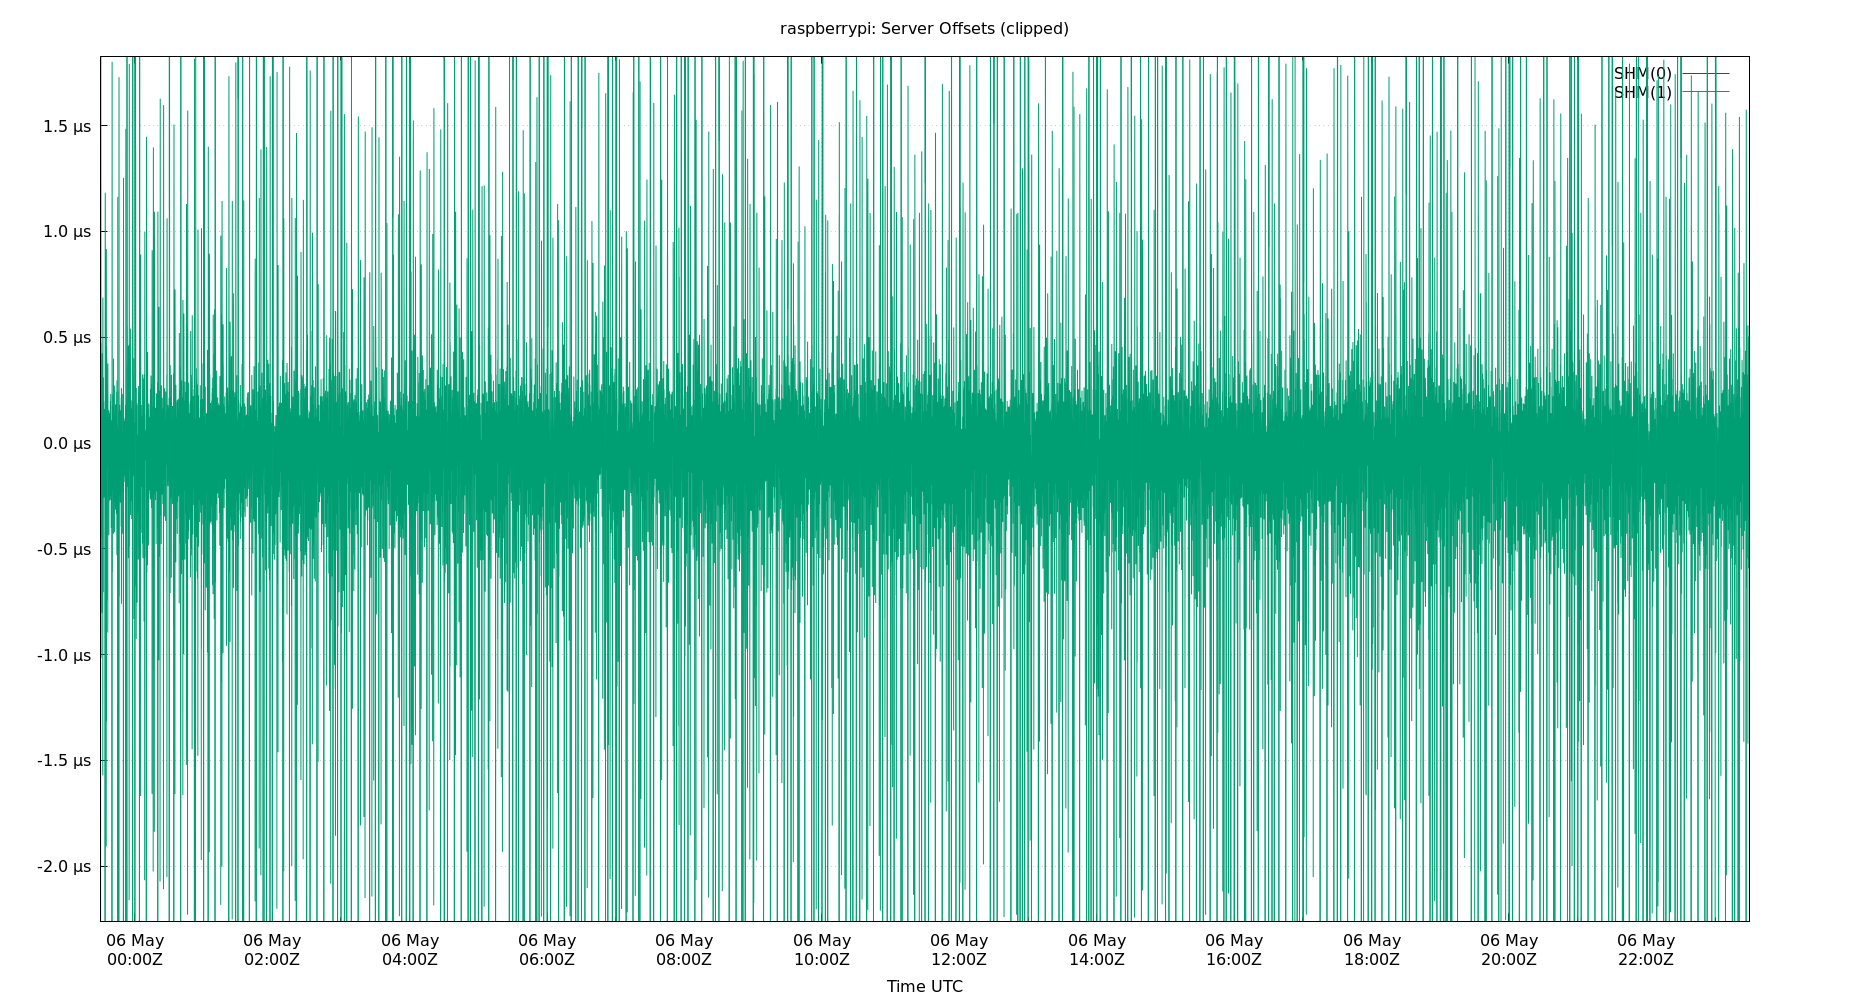 raspberrypi: Server Offsets (clipped)
SHM(0)
SHM(1)
1.5 µs
1.0 µs
0.5 µs
0.0 µs
-0.5 µs
-1.0 µs
-1.5 µs
-2.0 µs
06 May 06 May 06 May 06 May 06 May 06 May 06 May 06 May 06 May 06 May 06 May 06 May
00:00Z 02:00Z 04:00Z 06:00Z 08:00Z 10:00Z 12:00Z 14:00Z 16:00Z 18:00Z 20:00Z 22:00Z
Time UTC